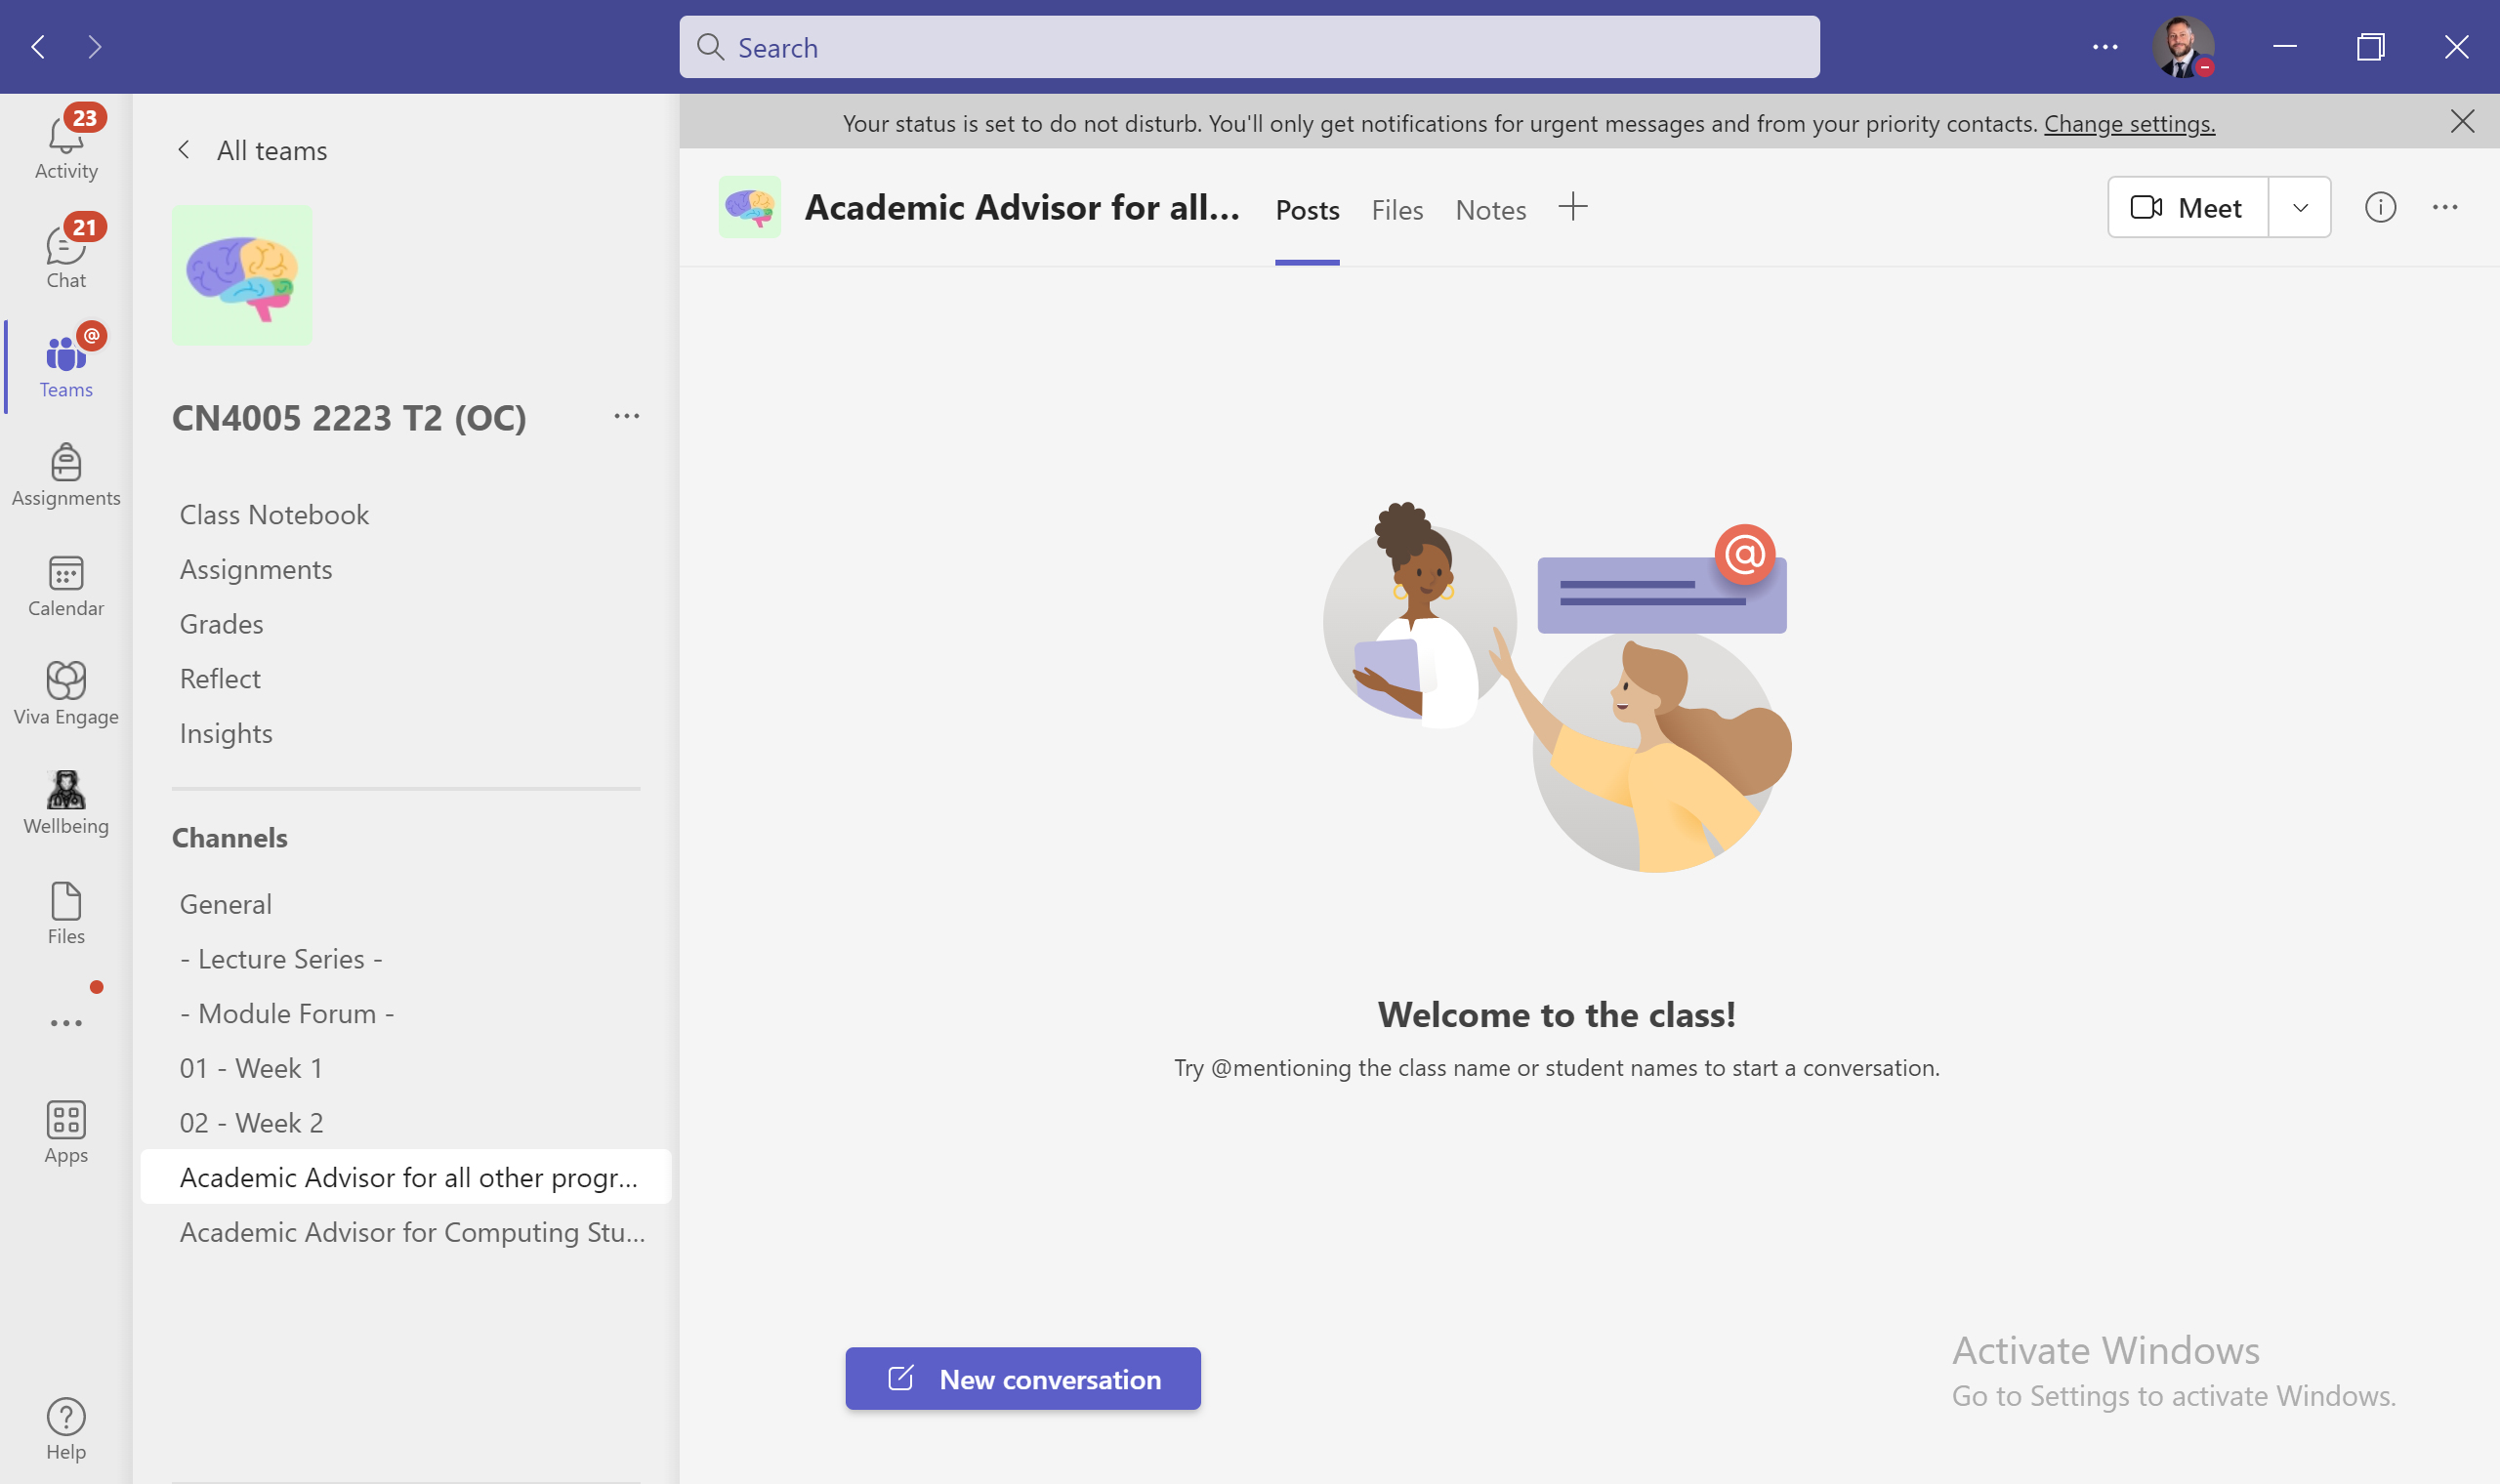 Search
Your status is set to do not disturb. You'll only get notifications for urgent messages and from your priority contacts. Change settings.
23
Activity
21
Chat
@
Teams
Assignments
Calendar
Viva Engage
Wellbeing
Files
Apps
Help
All teams
CN4005 2223 T2 (OC)
Class Notebook
Assignments
Grades
Reflect
Insights
Channels
General
- Lecture Series -
- Module Forum -
01 - Week 1
02 - Week 2
Academic Advisor for all other progr...
Academic Advisor for Computing Stu...
Academic Advisor for all... Posts Files Notes
Meet
@
Welcome to the class!
Try @mentioning the class name or student names to start a conversation.
New conversation
Activate Windows
Go to Settings to activate Windows.